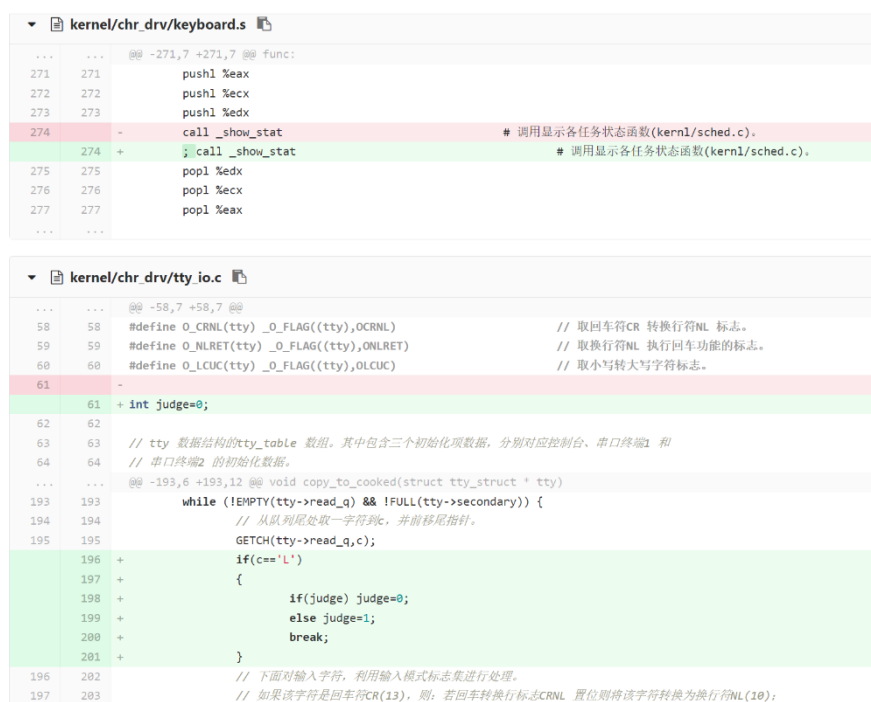 kernel/chr_drv/keyboard.s
... ... @@ -271,7 +271,7 @@ func:
271 271 pushl %eax
272 272 pushl %ecx
273 273 pushl %edx
274 - call _show_stat # 调用显示各任务状态函数(kernl/sched.c)。
274 + ; call _show_stat # 调用显示各任务状态函数(kernl/sched.c)。
275 275 popl %edx
276 276 popl %ecx
277 277 popl %eax
... ...
kernel/chr_drv/tty_io.c
... ... @@ -58,7 +58,7 @@
58 58 #define O_CRNL(tty) _O_FLAG((tty),OCRNL) // 取回车符CR 转换行符NL 标志。
59 59 #define O_NLRET(tty) _O_FLAG((tty),ONLRET) // 取换行符NL 执行回车功能的标志。
60 60 #define O_LCUC(tty) _O_FLAG((tty),OLCUC) // 取小写转大写字符标志。
61 -
61 + int judge=0;
62 62
63 63 // tty 数据结构的tty_table 数组。其中包含三个初始化项数据，分别对应控制台、串口终端1 和
64 64 // 串口终端2 的初始化数据。
... ... @@ -193,6 +193,12 @@ void copy_to_cooked(struct tty_struct * tty)
193 193 while (!EMPTY(tty->read_q) && !FULL(tty->secondary)) {
194 194 // 从队列尾处取一字符到c，并前移尾指针。
195 195 GETCH(tty->read_q,c);
196 + if(c=='L')
197 + {
198 + if(judge) judge=0;
199 + else judge=1;
200 + break;
201 + }
196 202 // 下面对输入字符，利用输入模式标志集进行处理。
197 203 // 如果该字符是回车符CR(13)，则：若回车转换行标志CRNL 置位则将该字符转换为换行符NL(10)；